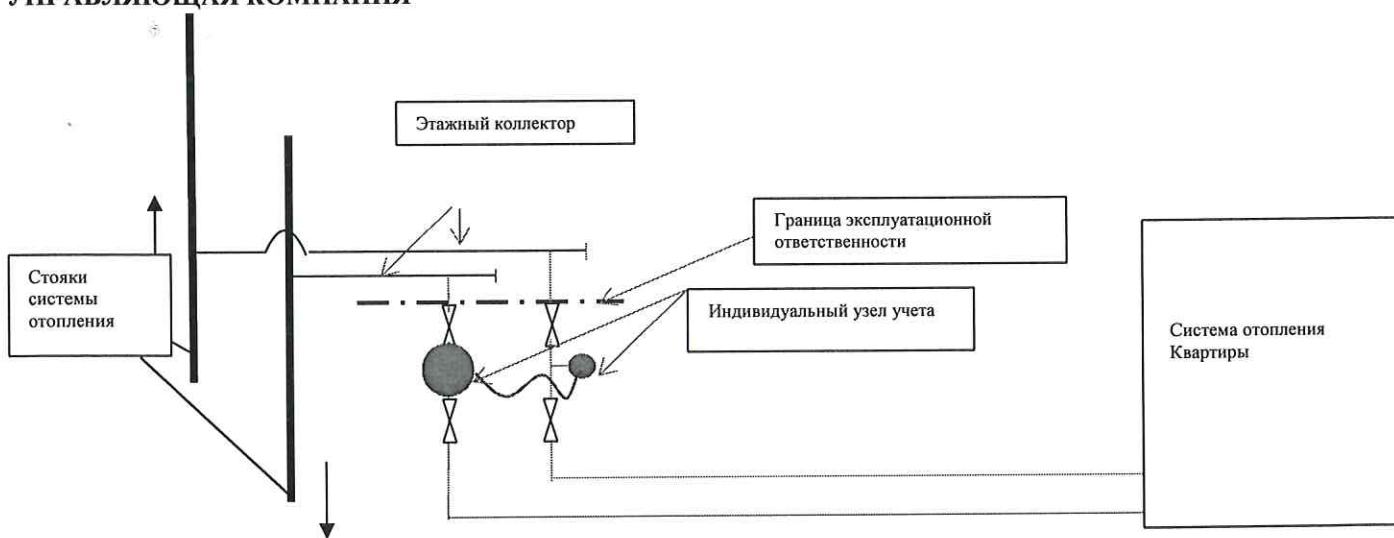 УПРАВЛЯЮЩАЯ КОМПАНИЯ
Этажный коллектор
Граница эксплуатационной
ответственности
Стояки
системы
отопления
Индивидуальный узел учета
Система отопления
Квартиры